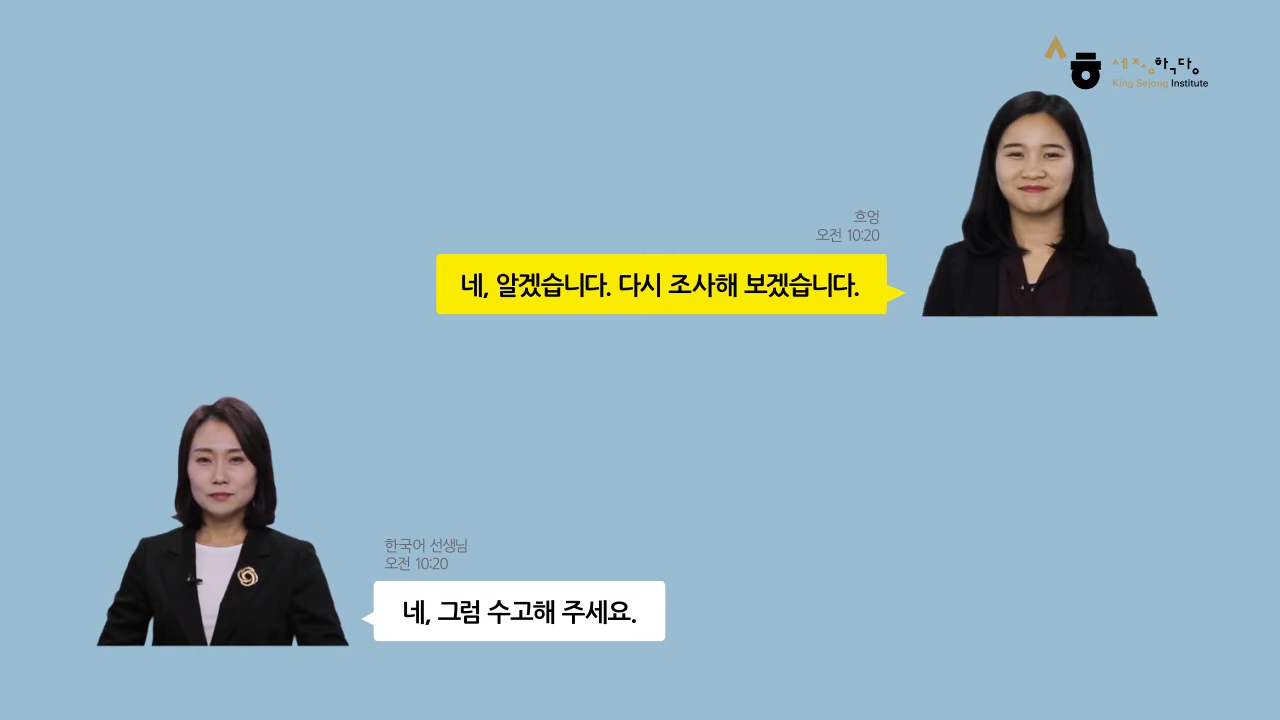 세종학당
King Sejong Institute
흐엉
오전 10:20
네, 알겠습니다. 다시 조사해 보겠습니다.
한국어 선생님
오전 10:20
네, 그럼 수고해 주세요.